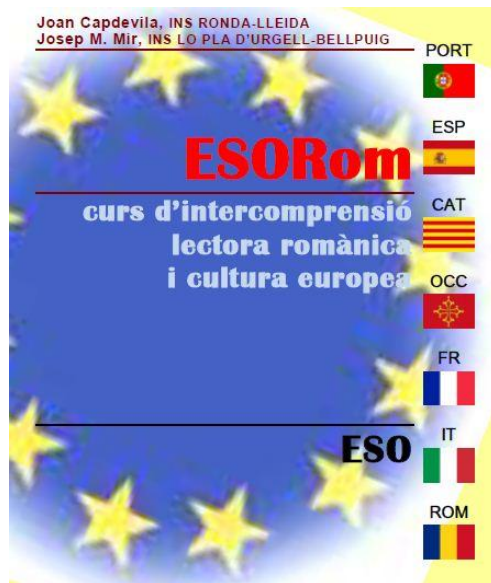 Joan Capdevila, INS RONDA-LLEIDA
Josep M. Mir, INS LO PLA D'URGELL-BELLPUIG
PORT
ESP
ESORom
CAT
curs d'intercomprensió
lectora romànica
i cultura europea
OCC
FR
IT
ESO
ROM